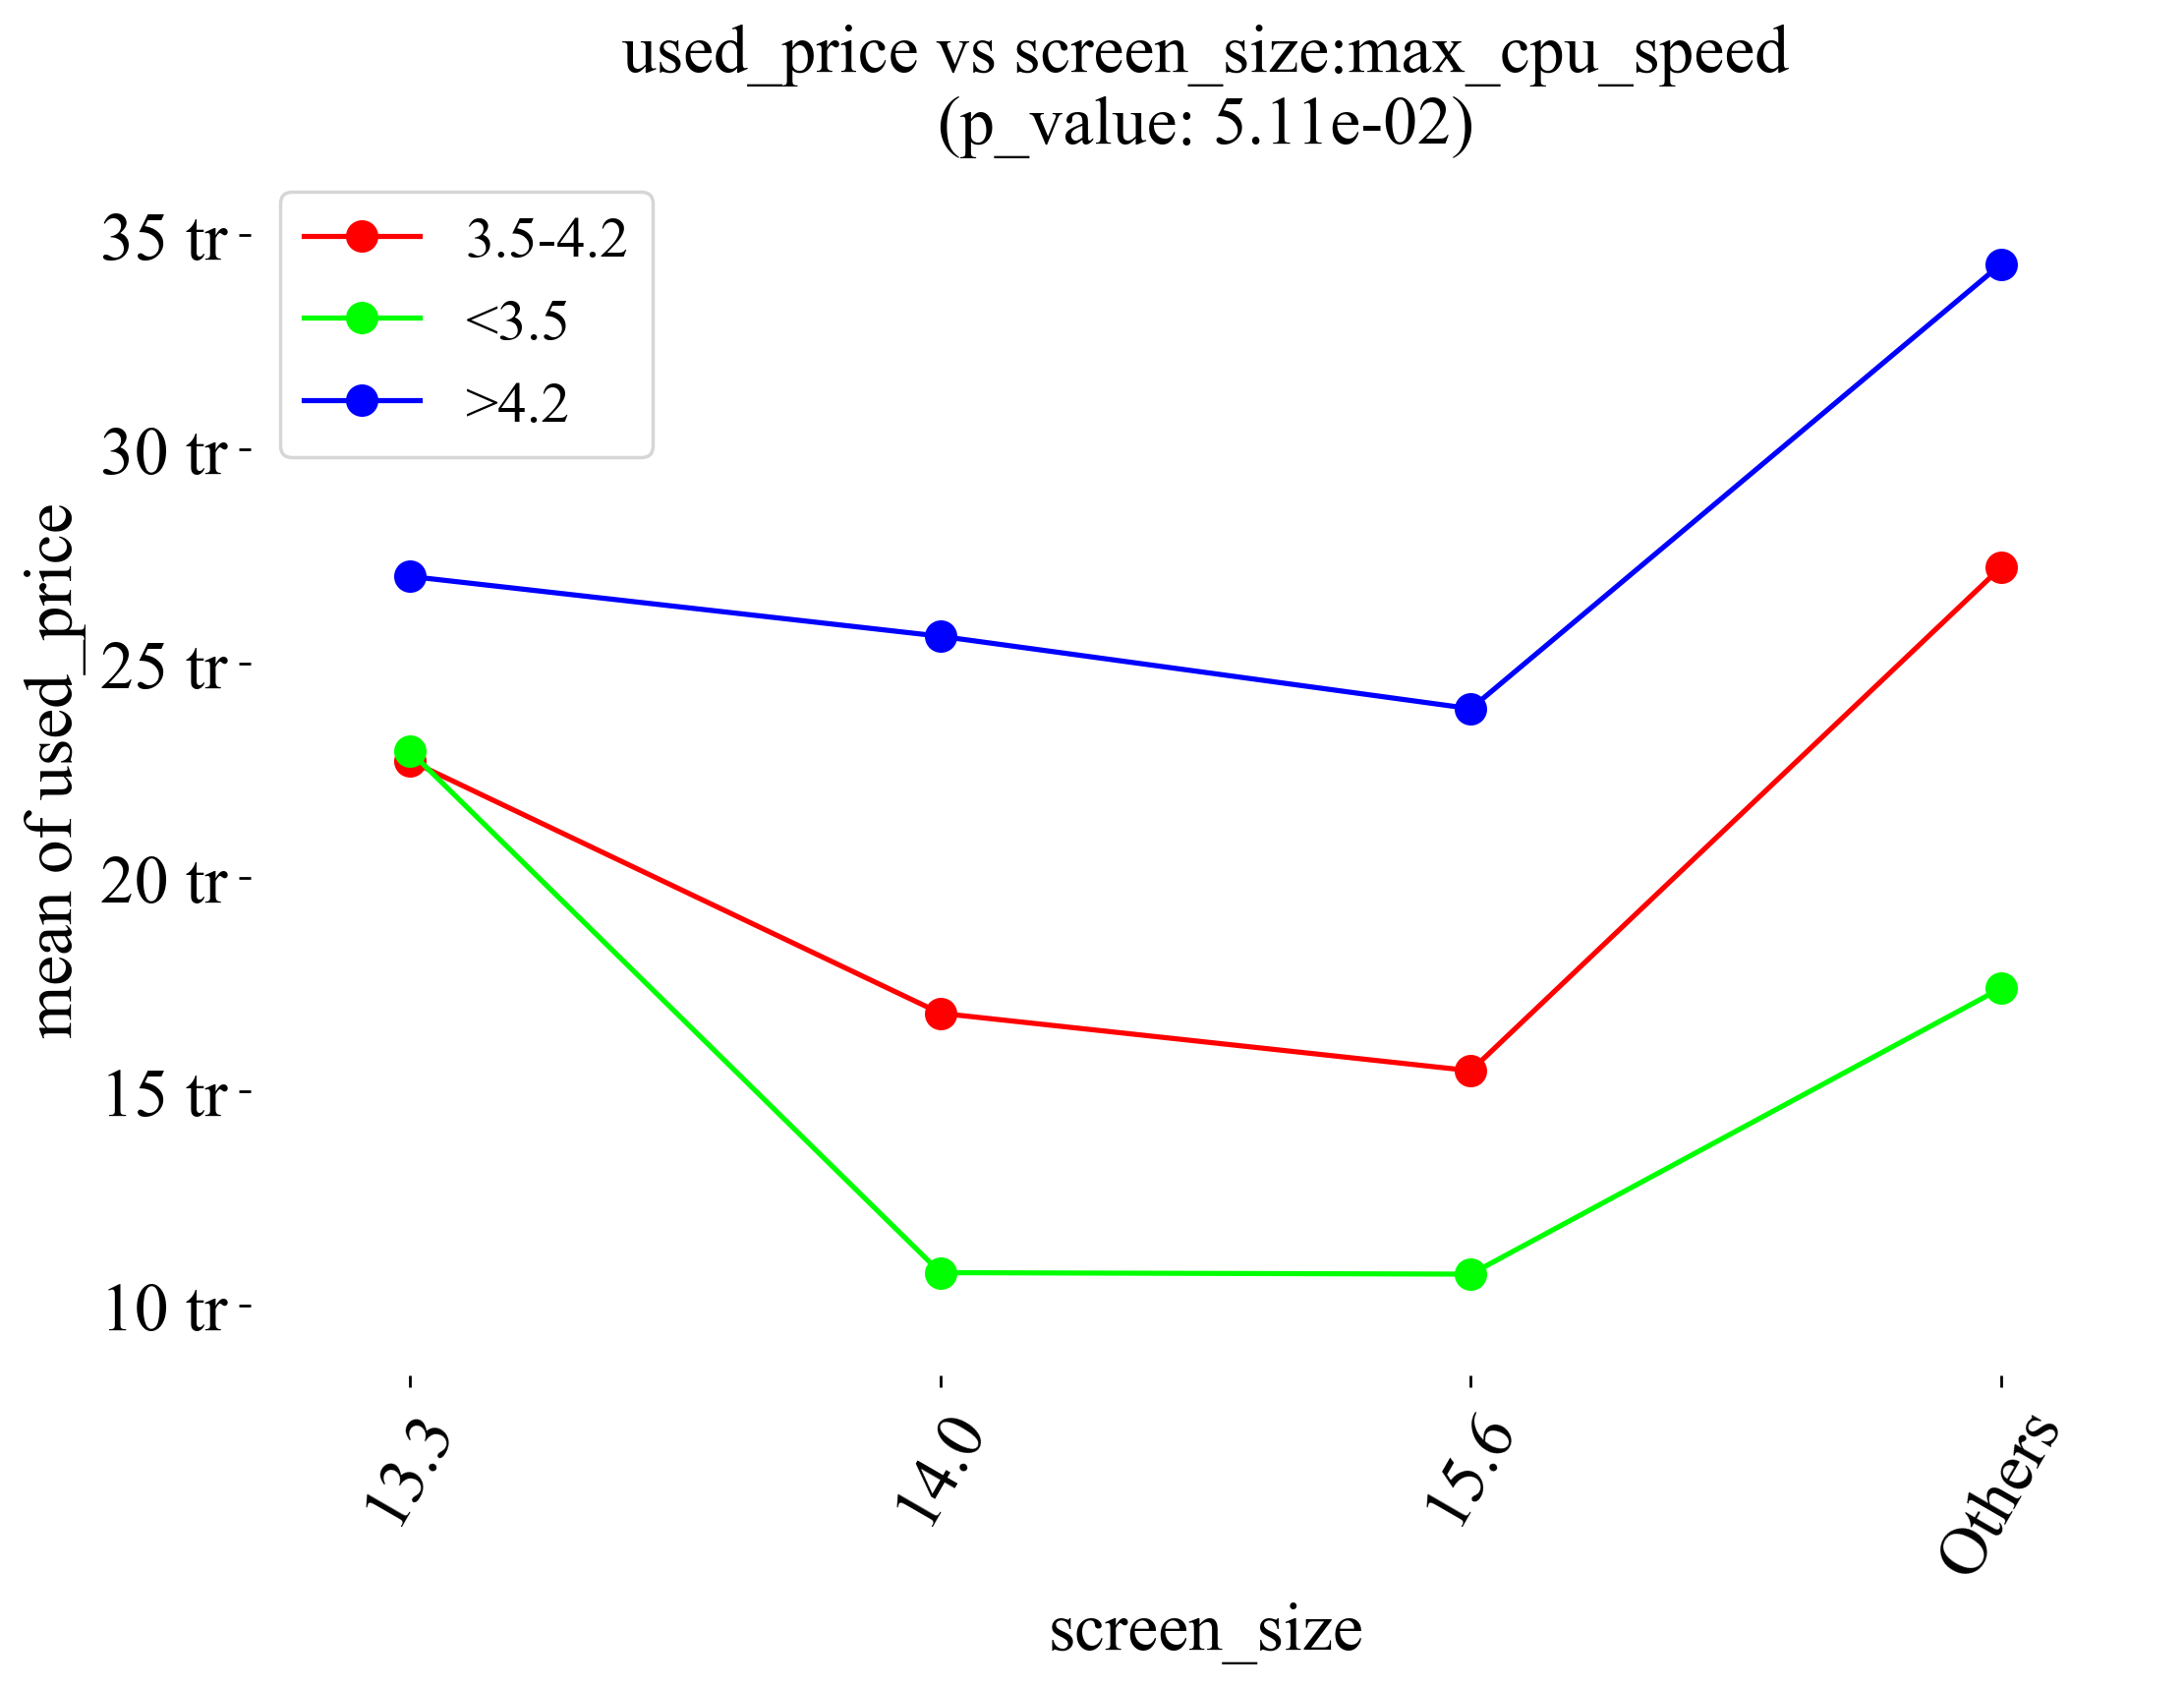 used_price vs screen_size:max_cpu_speed
(p_value: 5.11e-02)
3.5-4.2
<3.5
>4.2
35 tr
30 tr
25 tr
20 tr
15 tr
10 tr
mean of used_price
13.3
14.0
15.6
Others
screen_size